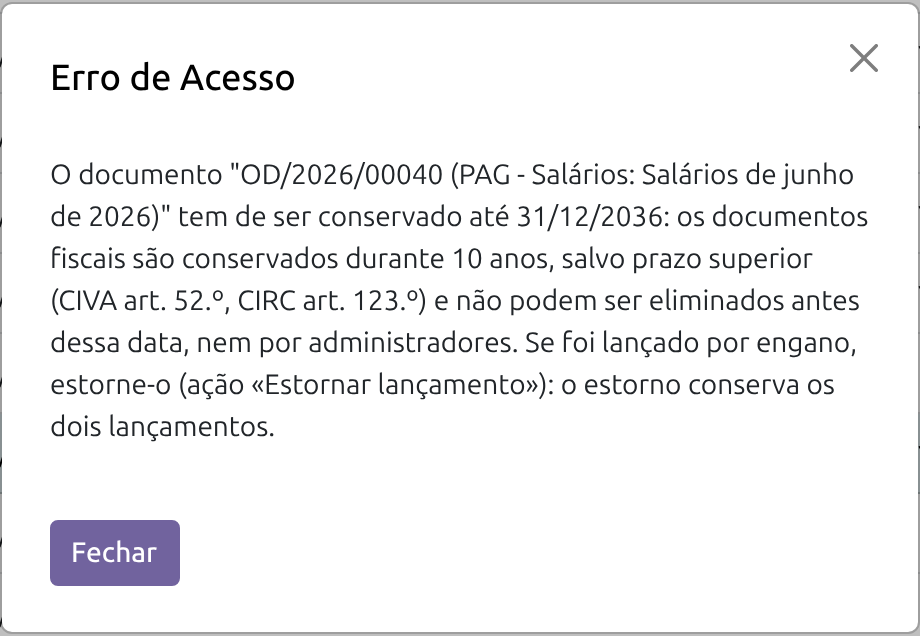 Erro de Acesso
O documento "OD/2026/00040 (PAG - Salários: Salários de junho
de 2026)" tem de ser conservado até 31/12/2036: os documentos
fiscais são conservados durante 10 anos, salvo prazo superior
(CIVA art. 52.º, CIRC art. 123.º) e não podem ser eliminados antes
dessa data, nem por administradores. Se foi lançado por engano,
estorne-o (ação «Estornar lançamento»): o estorno conserva os
dois lançamentos.
Fechar